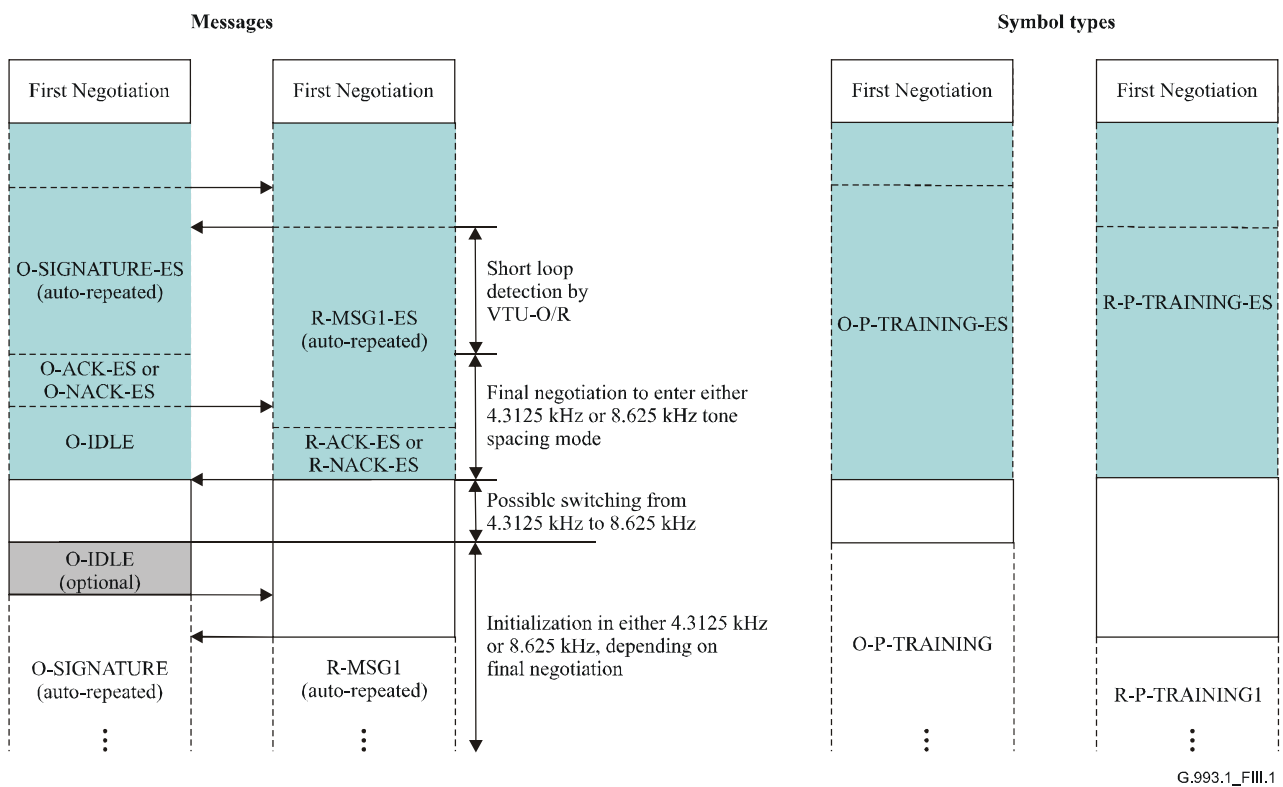 Messages
Symbol types
First Negotiation
First Negotiation
First Negotiation
First Negotiation
O-SIGNATURE-ES
(auto-repeated)
R-MSG1-ES
(auto-repeated)
Short loop
detection by
VTU-O/R
O-P-TRAINING-ES
R-P-TRAINING-ES
O-ACK-ES or
O-NACK-ES
O-IDLE
R-ACK-ES or
R-NACK-ES
Final negotiation to enter either
4.3125 kHz or 8.625 kHz tone
spacing mode
Possible switching from
4.3125 kHz to 8.625 kHz
O-IDLE
(optional)
Initialization in either 4.3125 kHz
or 8.625 kHz, depending on
final negotiation
O-SIGNATURE
(auto-repeated)
R-MSG1
(auto-repeated)
O-P-TRAINING
R-P-TRAINING1
G.993.1_FIII.1